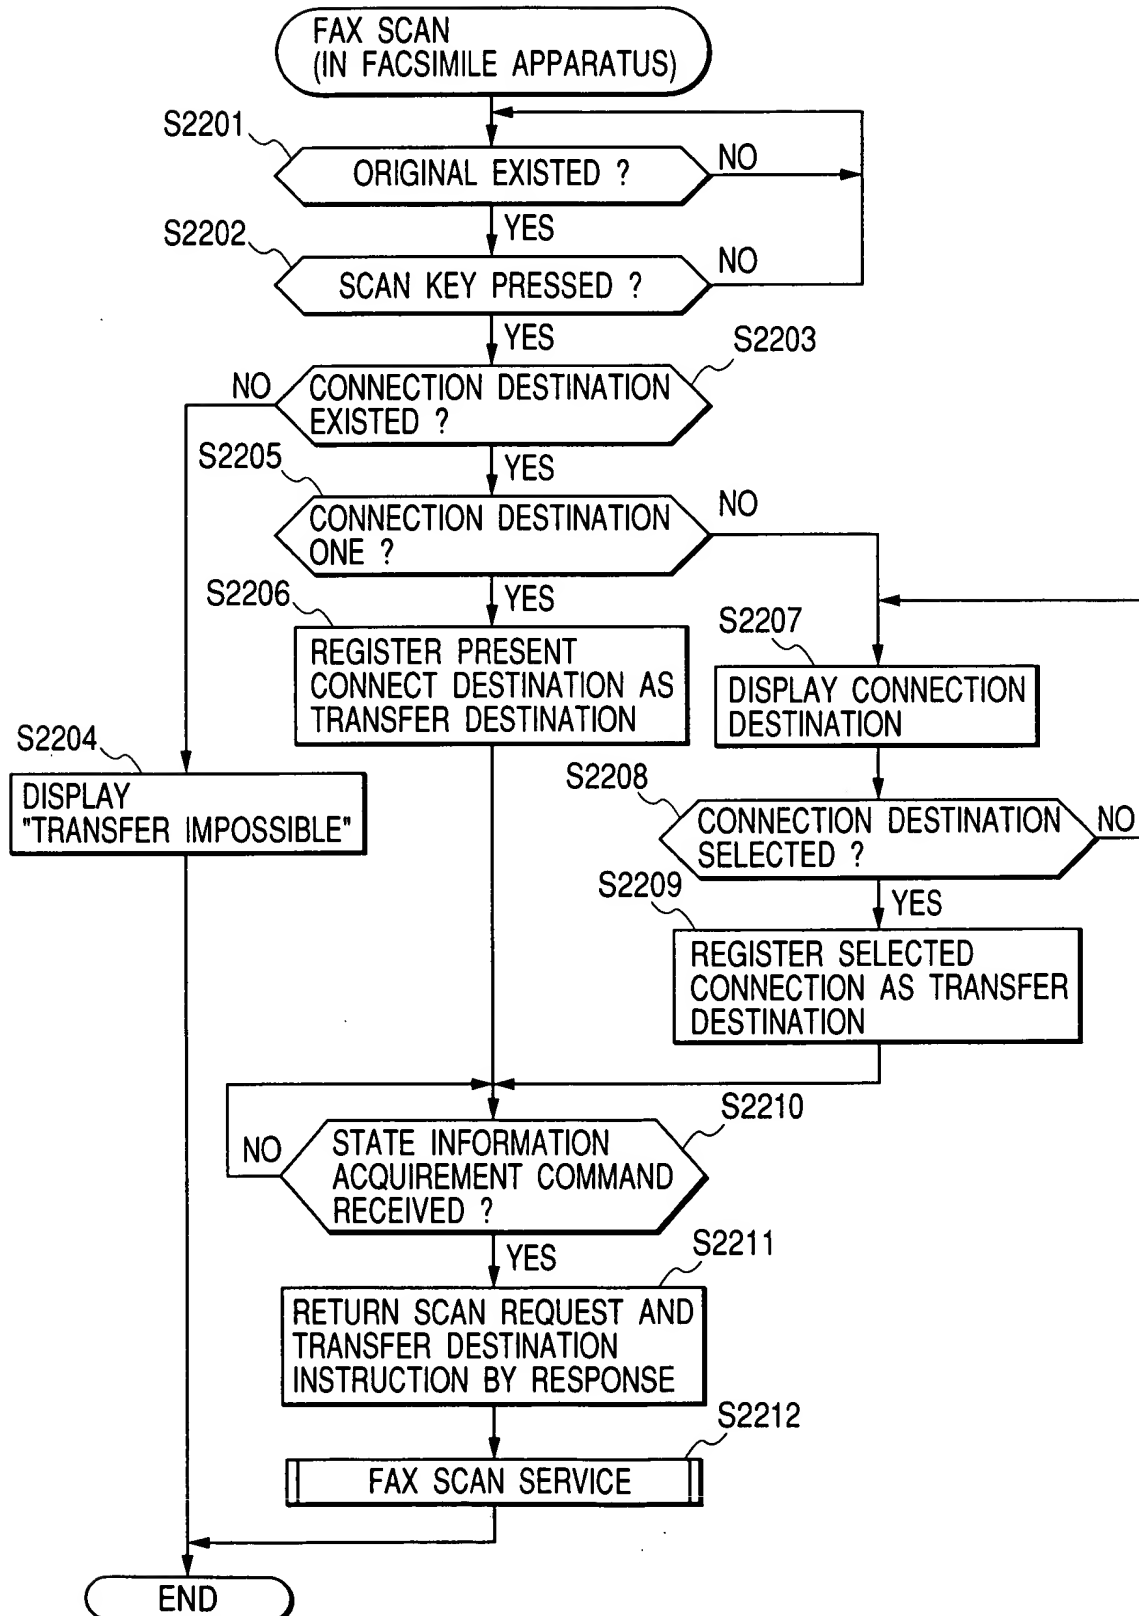 FAX SCAN
(IN FACSIMILE APPARATUS)
S2201
ORIGINAL EXISTED ?
NO
YES
S2202
SCAN KEY PRESSED ?
NO
YES
S2203
NO
CONNECTION DESTINATION
EXISTED ?
YES
S2205
CONNECTION DESTINATION
ONE ?
NO
YES
S2206
REGISTER PRESENT
CONNECT DESTINATION AS
TRANSFER DESTINATION
S2207
DISPLAY CONNECTION
DESTINATION
S2204
DISPLAY
"TRANSFER IMPOSSIBLE"
S2208
CONNECTION DESTINATION
SELECTED ?
NO
YES
S2209
REGISTER SELECTED
CONNECTION AS TRANSFER
DESTINATION
S2210
NO
STATE INFORMATION
ACQUIREMENT COMMAND
RECEIVED ?
YES
S2211
RETURN SCAN REQUEST AND
TRANSFER DESTINATION
INSTRUCTION BY RESPONSE
S2212
FAX SCAN SERVICE
END